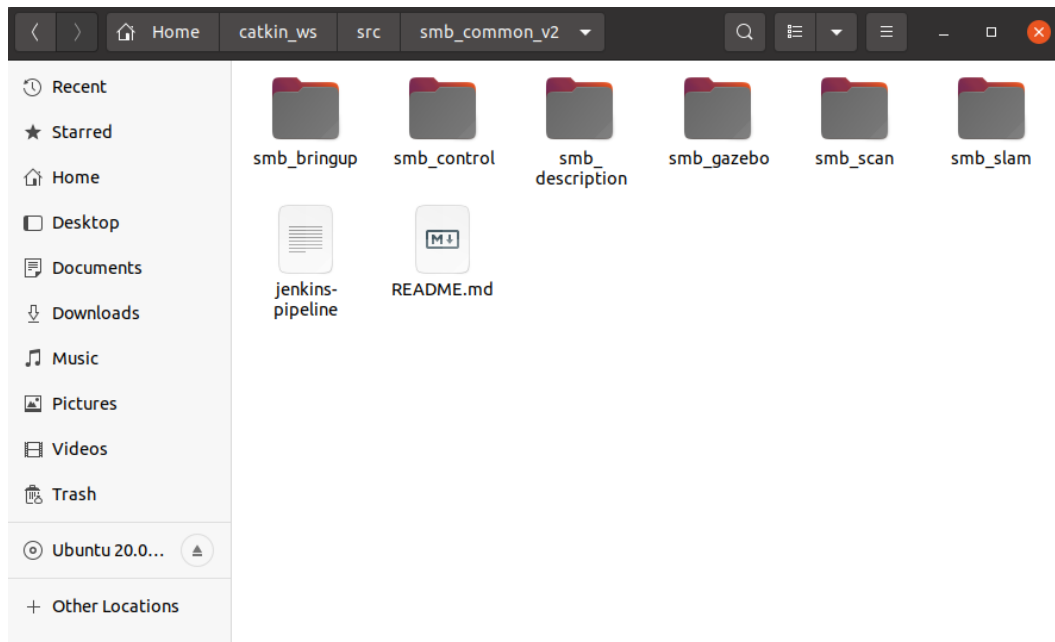 Home catkin_ws src smb_common_v2
Recent
Starred
Home
Desktop
Documents
Downloads
Music
Pictures
Videos
Trash
Ubuntu 20.0…
Other Locations
smb_bringup smb_control smb_ smb_gazebo smb_scan smb_slam
description
M
jenkins- README.md
pipeline